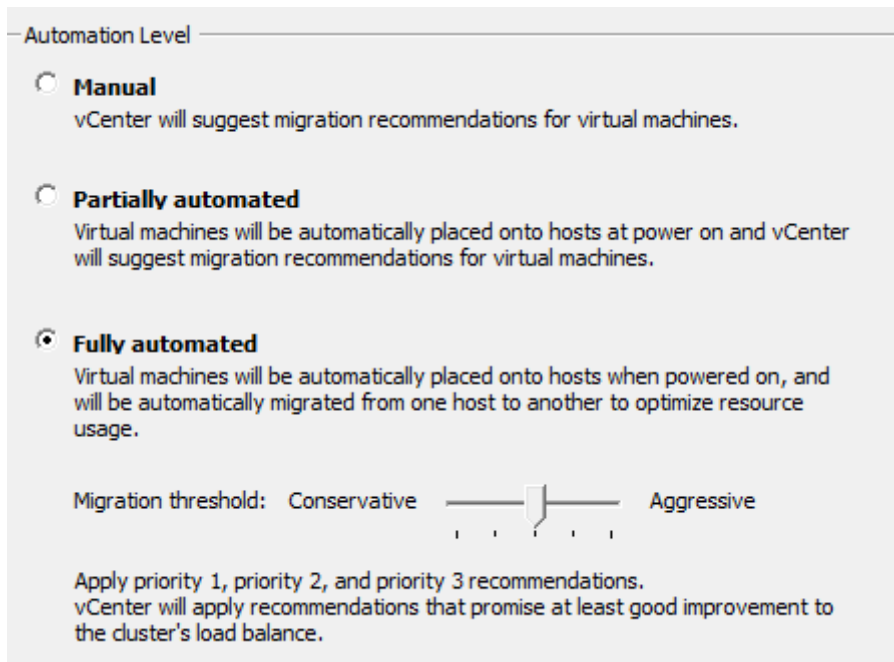 Automation Level
Manual
vCenter will suggest migration recommendations for virtual machines.
Partially automated
Virtual machines will be automatically placed onto hosts at power on and vCenter
will suggest migration recommendations for virtual machines.
Fully automated
Virtual machines will be automatically placed onto hosts when powered on, and
will be automatically migrated from one host to another to optimize resource
usage.
Migration threshold: Conservative Aggressive
Apply priority 1, priority 2, and priority 3 recommendations.
vCenter will apply recommendations that promise at least good improvement to
the cluster's load balance.